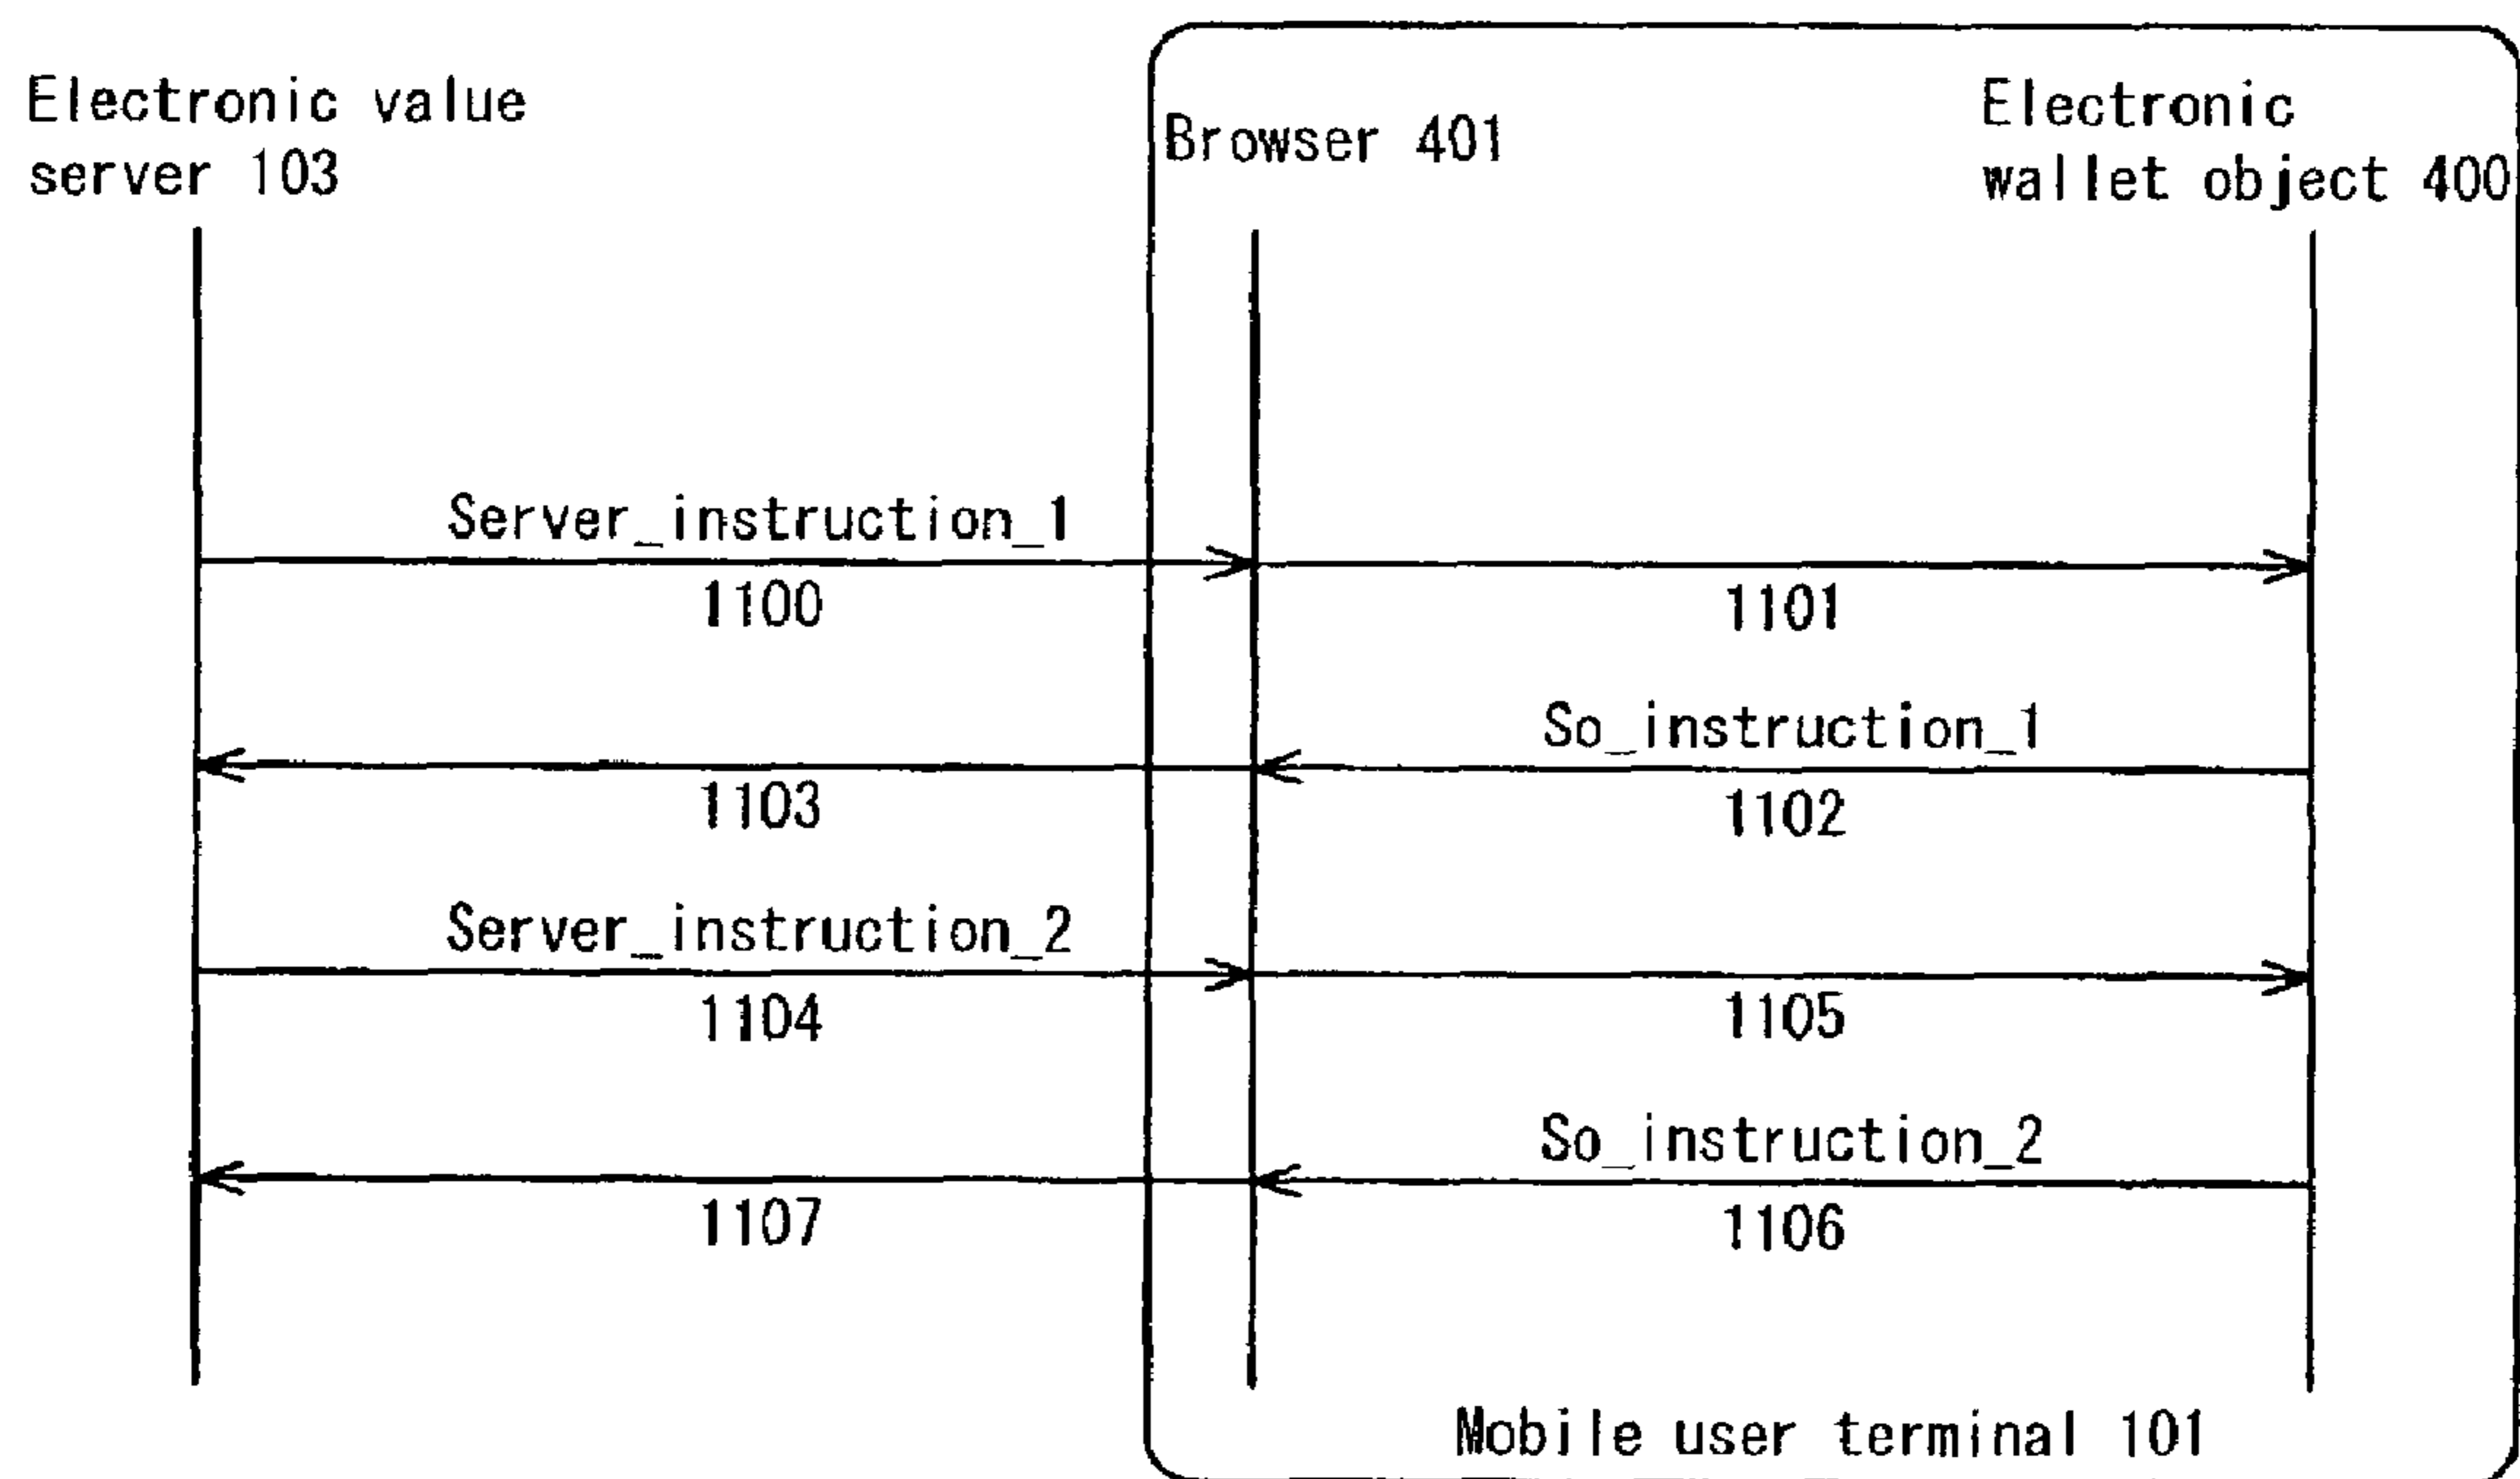 Electronic value
server 103
Browser 401
Electronic
wallet object 400
Server_instruction_1
1100
1101
So_instruction_1
1103
1102
Server_instruction_2
1104
1105
So_instruction_2
1107
1106
Mobile user terminal 101